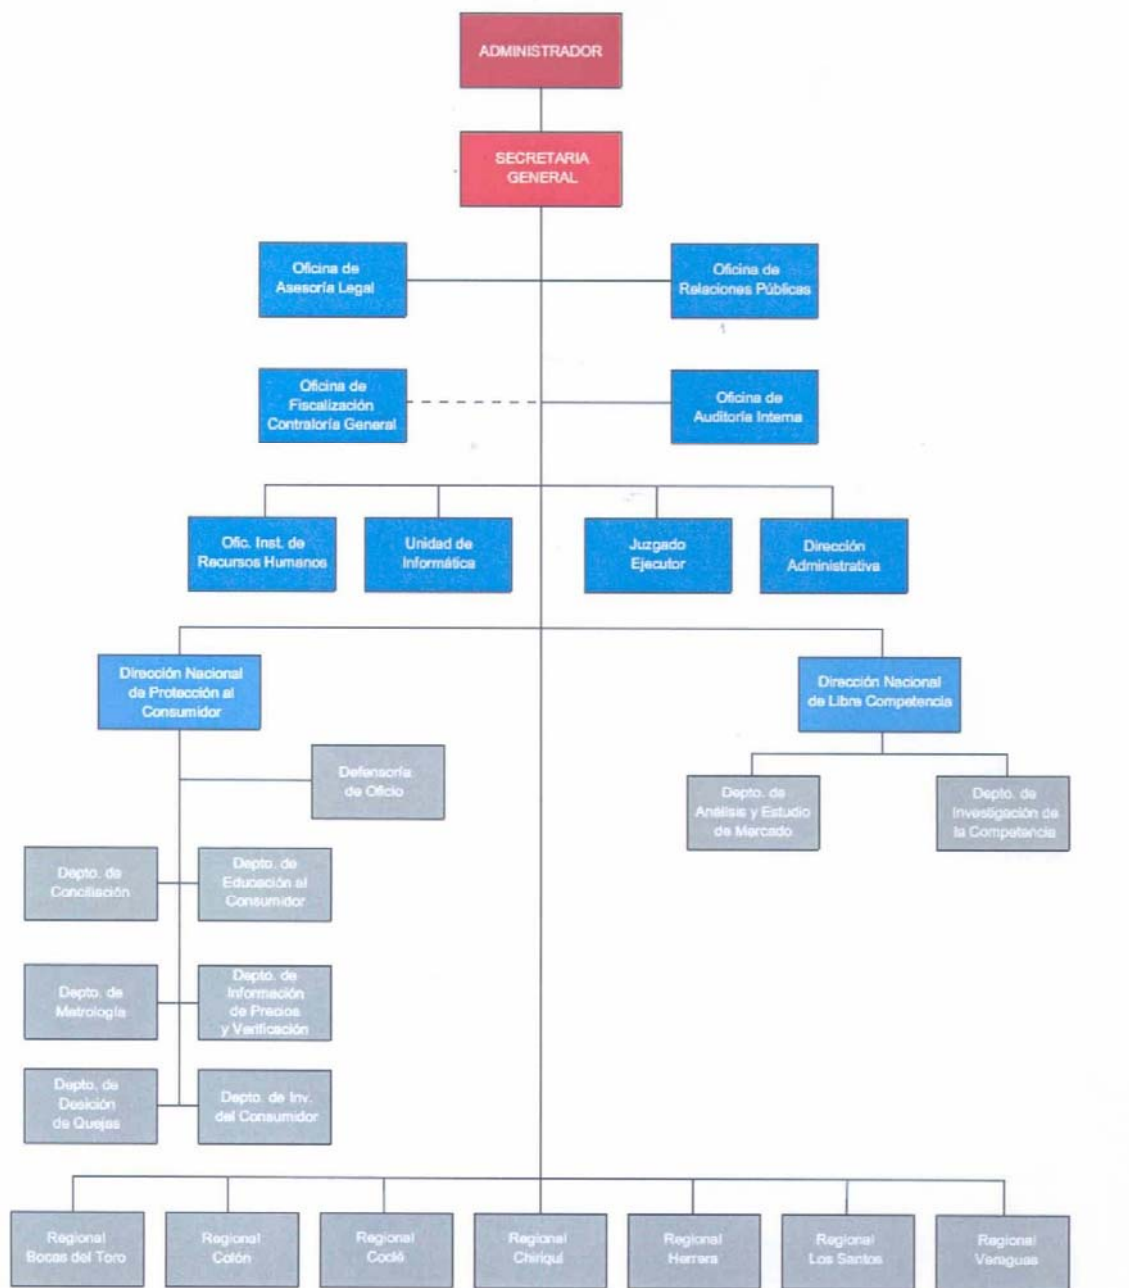 ADMINISTRADOR
SECRETARIA
GENERAL
Oficina de
Asesoría Legal
Oficina de
Relaciones Públicas
Oficina de
Fiscalización
Contraloría General
Oficina de
Auditoría Interna
Ofic. Inst. de
Recursos Humanos
Unidad de
Informática
Juzgado
Ejecutor
Dirección
Administrativa
Dirección Nacional
de Protección al
Consumidor
Dirección Nacional
de Libre Competencia
Defensoría
de Oficio
Depto. de
Análisis y Estudio
de Mercado
Depto. de
Investigación de
la Competencia
Depto. de
Conciliación
Depto. de
Educación al
Consumidor
Depto. de
Metrología
Depto. de
Información
de Precios
y Verificación
Depto. de
Desición
de Quejas
Depto. de Inv.
del Consumidor
Regional
Bocas del Toro
Regional
Colón
Regional
Coclé
Regional
Chiriquí
Regional
Herrera
Regional
Los Santos
Regional
Veraguas